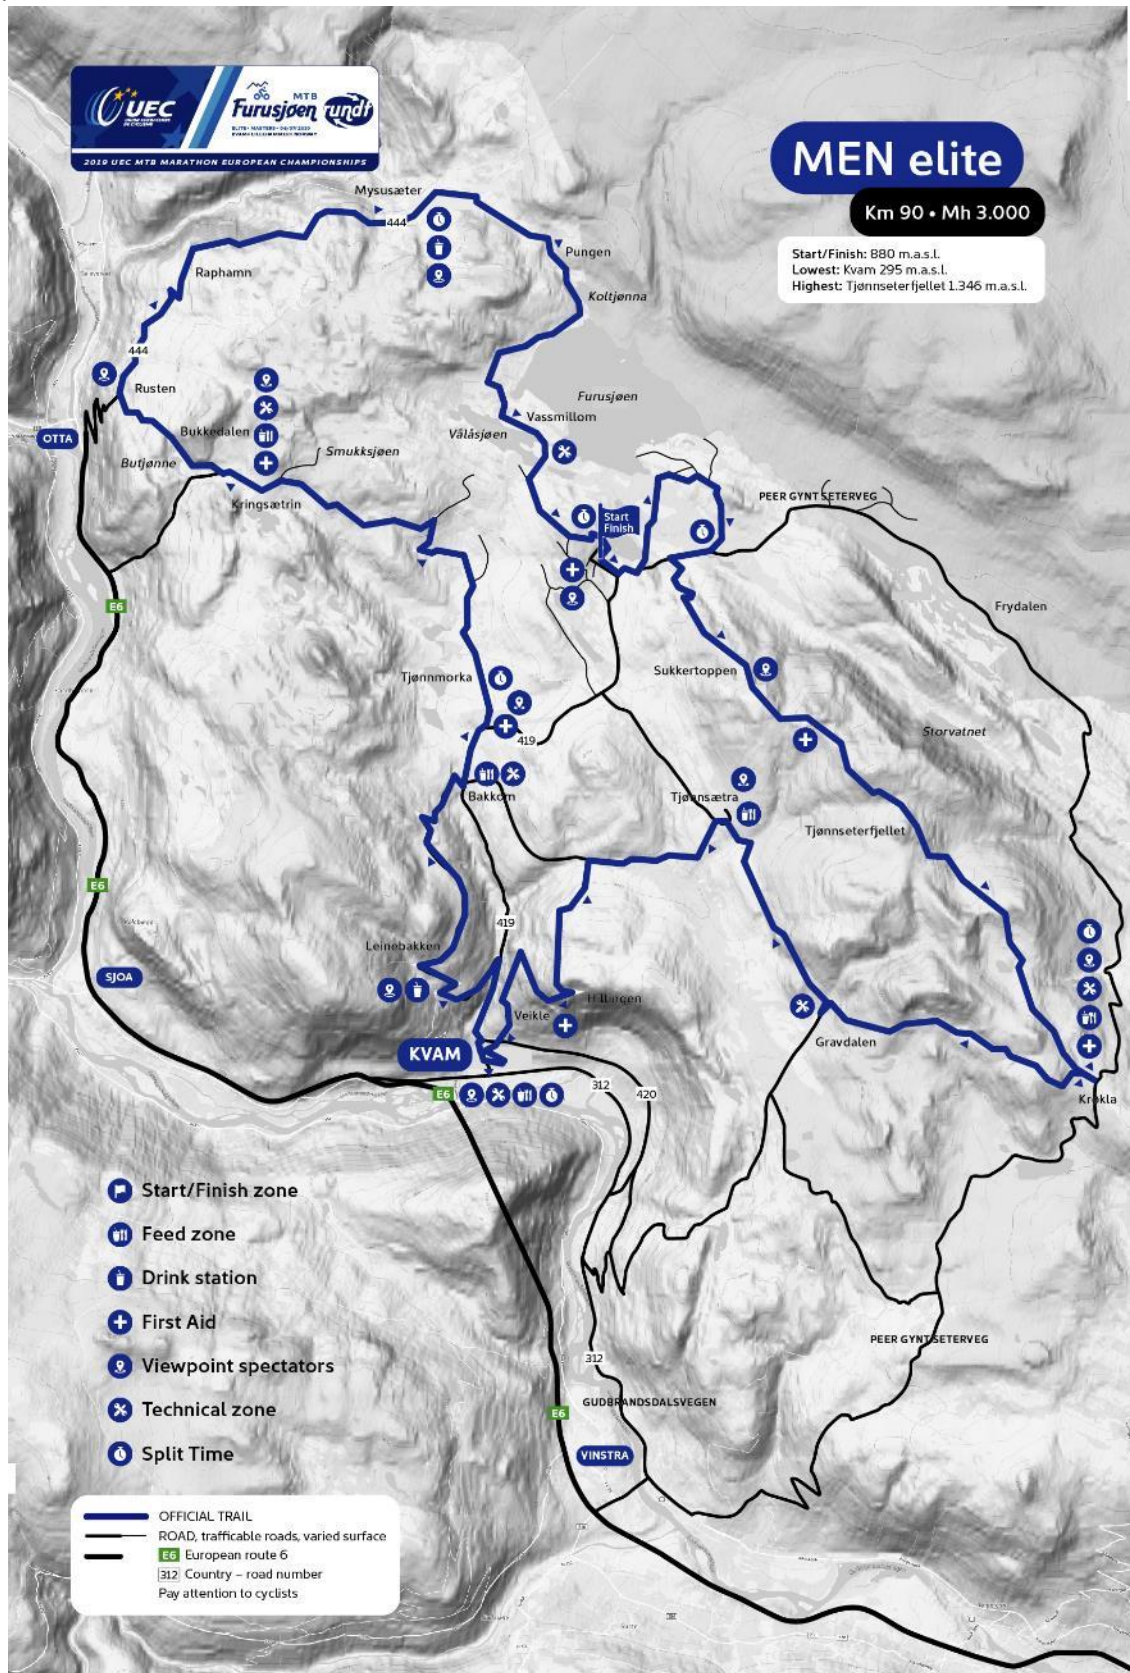 UEC
MTB
Furusjøen rundt
2019 UEC MTB MARATHON EUROPEAN CHAMPIONSHIPS
MEN elite
Km 90 • Mh 3.000
Start/Finish: 880 m.a.s.l.
Lowest: Kvam 295 m.a.s.l.
Highest: Tjønnseterfjellet 1.346 m.a.s.l.
Mysusæter
444
Pungen
Raphamn
Koltjønna
444
Rusten
Furusjøen
Vassmillom
Bukkedalen
Vålåsjøen
OTTA
Smukksjøen
Butjønne
Kringsætrin
PEER GYNT SETERVEG
Start
Finish
E6
Frydalen
Sukkertoppen
Tjønnmorka
Storvatnet
419
Bakkom
Tjønnsætra
Tjønnseterfjellet
E6
419
Leinebakken
SJOA
Veikle
Gravdalen
KVAM
E6
312
420
Krøkla
Start/Finish zone
Feed zone
Drink station
First Aid
Viewpoint spectators
Technical zone
Split Time
PEER GYNT SETERVEG
312
GUDBRANDSDALSVEGEN
E6
VINSTRA
OFFICIAL TRAIL
ROAD, trafficable roads, varied surface
E6 European route 6
312 Country – road number
Pay attention to cyclists